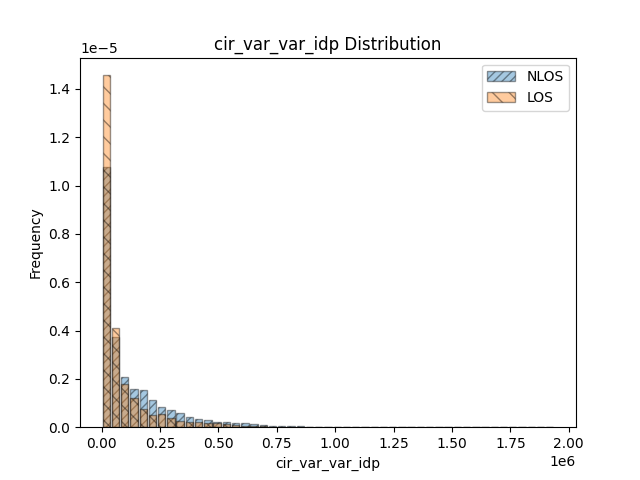 cir_var_var_idp Distribution
1e−5
NLOS
LOS
1.4
1.2
1.0
0.8
0.6
0.4
0.2
0.0
Frequency
0.00 0.25 0.50 0.75 1.00 1.25 1.50 1.75 2.00
1e6
cir_var_var_idp